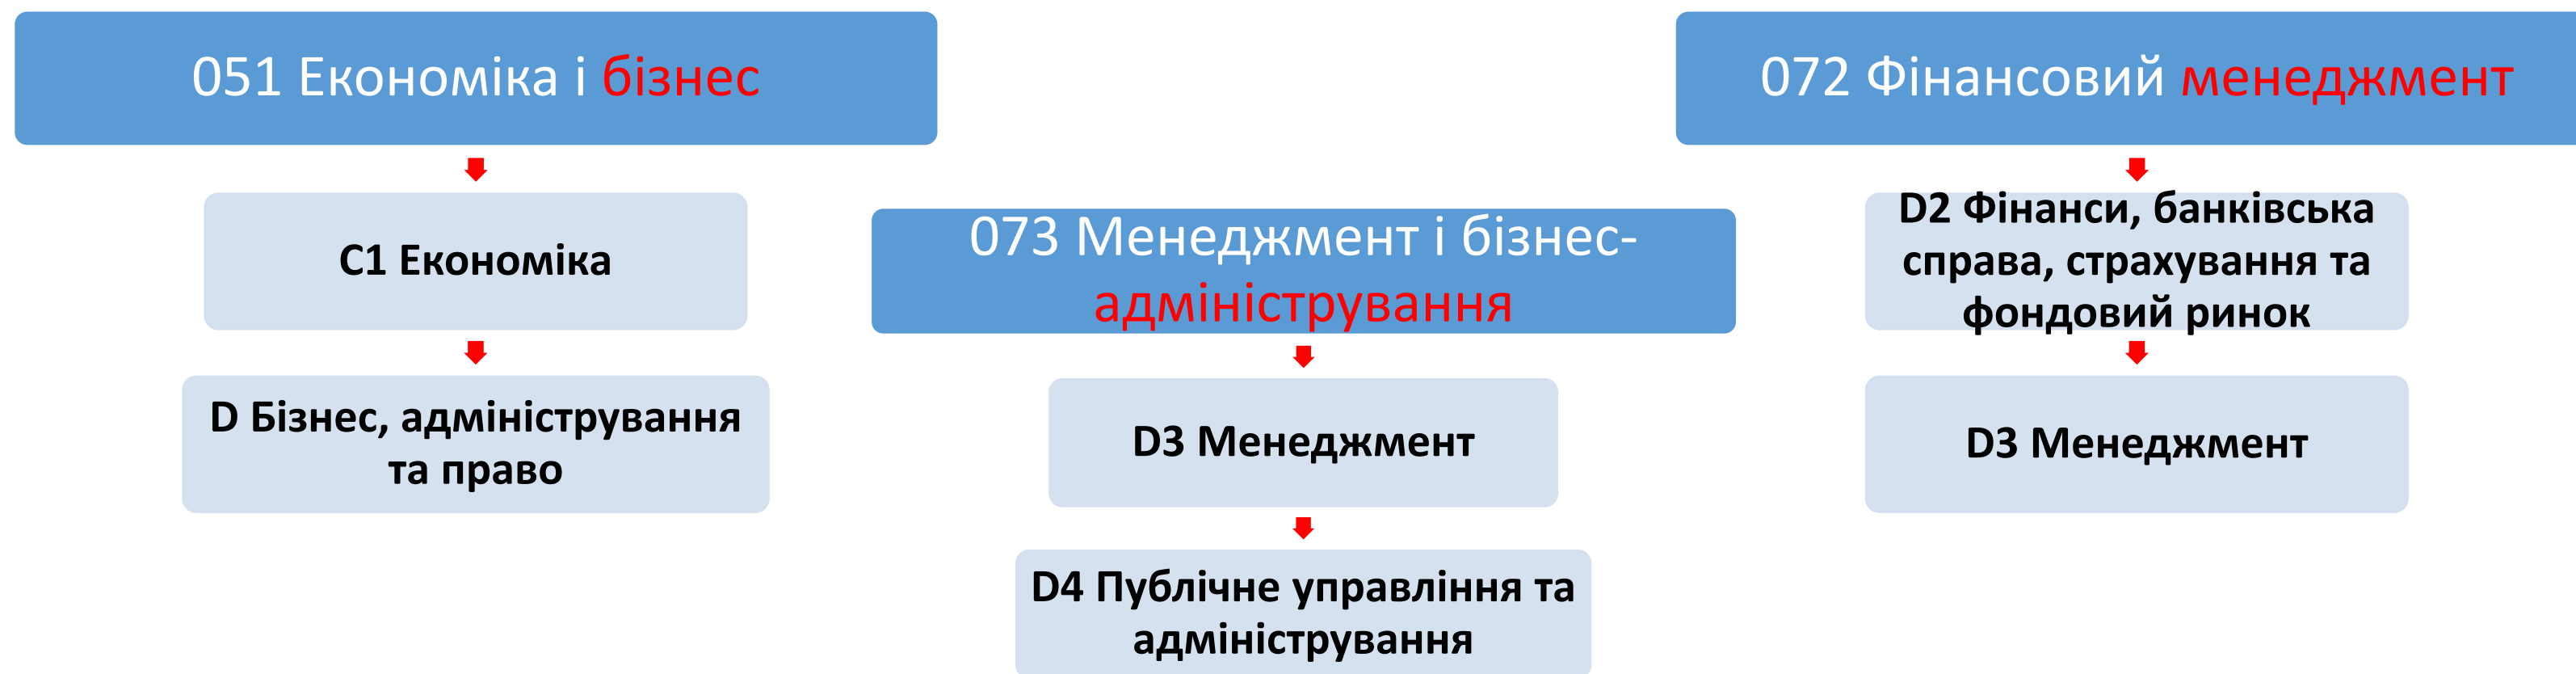 051 Економіка і бізнес
С1 Економіка
D Бізнес, адміністрування
та право
073 Менеджмент і бізнес-
адміністрування
D3 Менеджмент
D4 Публічне управління та
адміністрування
072 Фінансовий менеджмент
D2 Фінанси, банківська
справа, страхування та
фондовий ринок
D3 Менеджмент